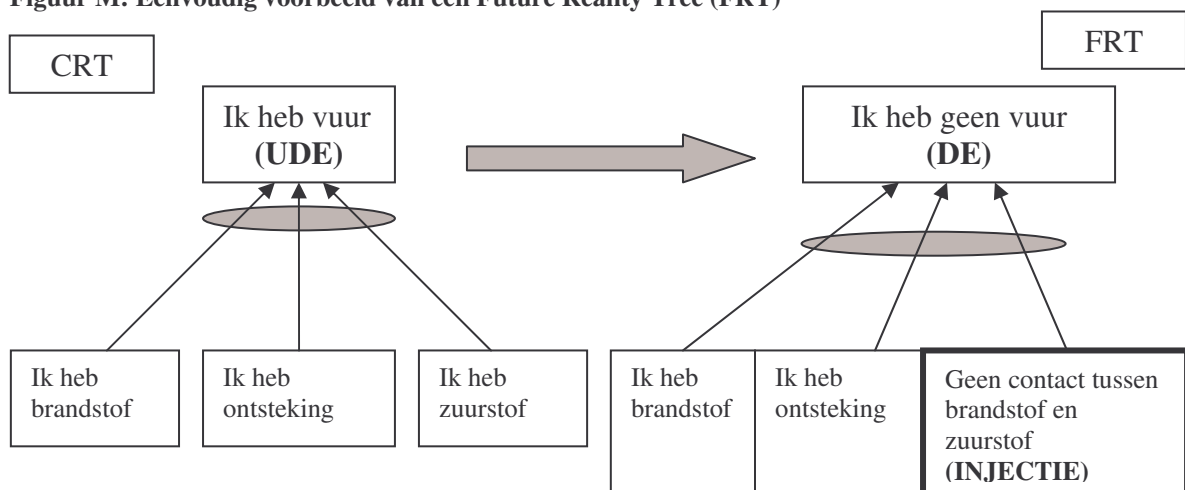 Figuur M: Eenvoudig voorbeeld van een Future Reality Tree (FRT)
CRT
FRT
Ik heb vuur
(UDE)
Ik heb geen vuur
(DE)
Ik heb
brandstof
Ik heb
ontsteking
Ik heb
zuurstof
Ik heb
brandstof
Ik heb
ontsteking
Geen contact tussen
brandstof en
zuurstof
(INJECTIE)